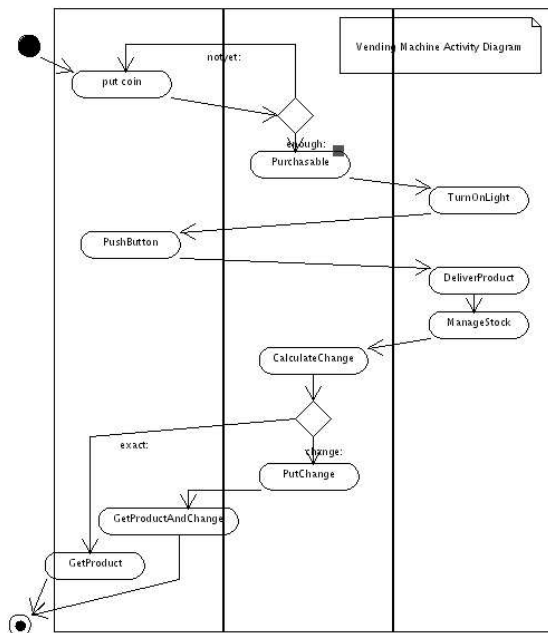 Vending Machine Activity Diagram
notyet:
put coin
enough:
Purchasable
TurnOnLight
PushButton
DeliverProduct
ManageStock
CalculateChange
exact:
change:
PutChange
GetProductAndChange
GetProduct